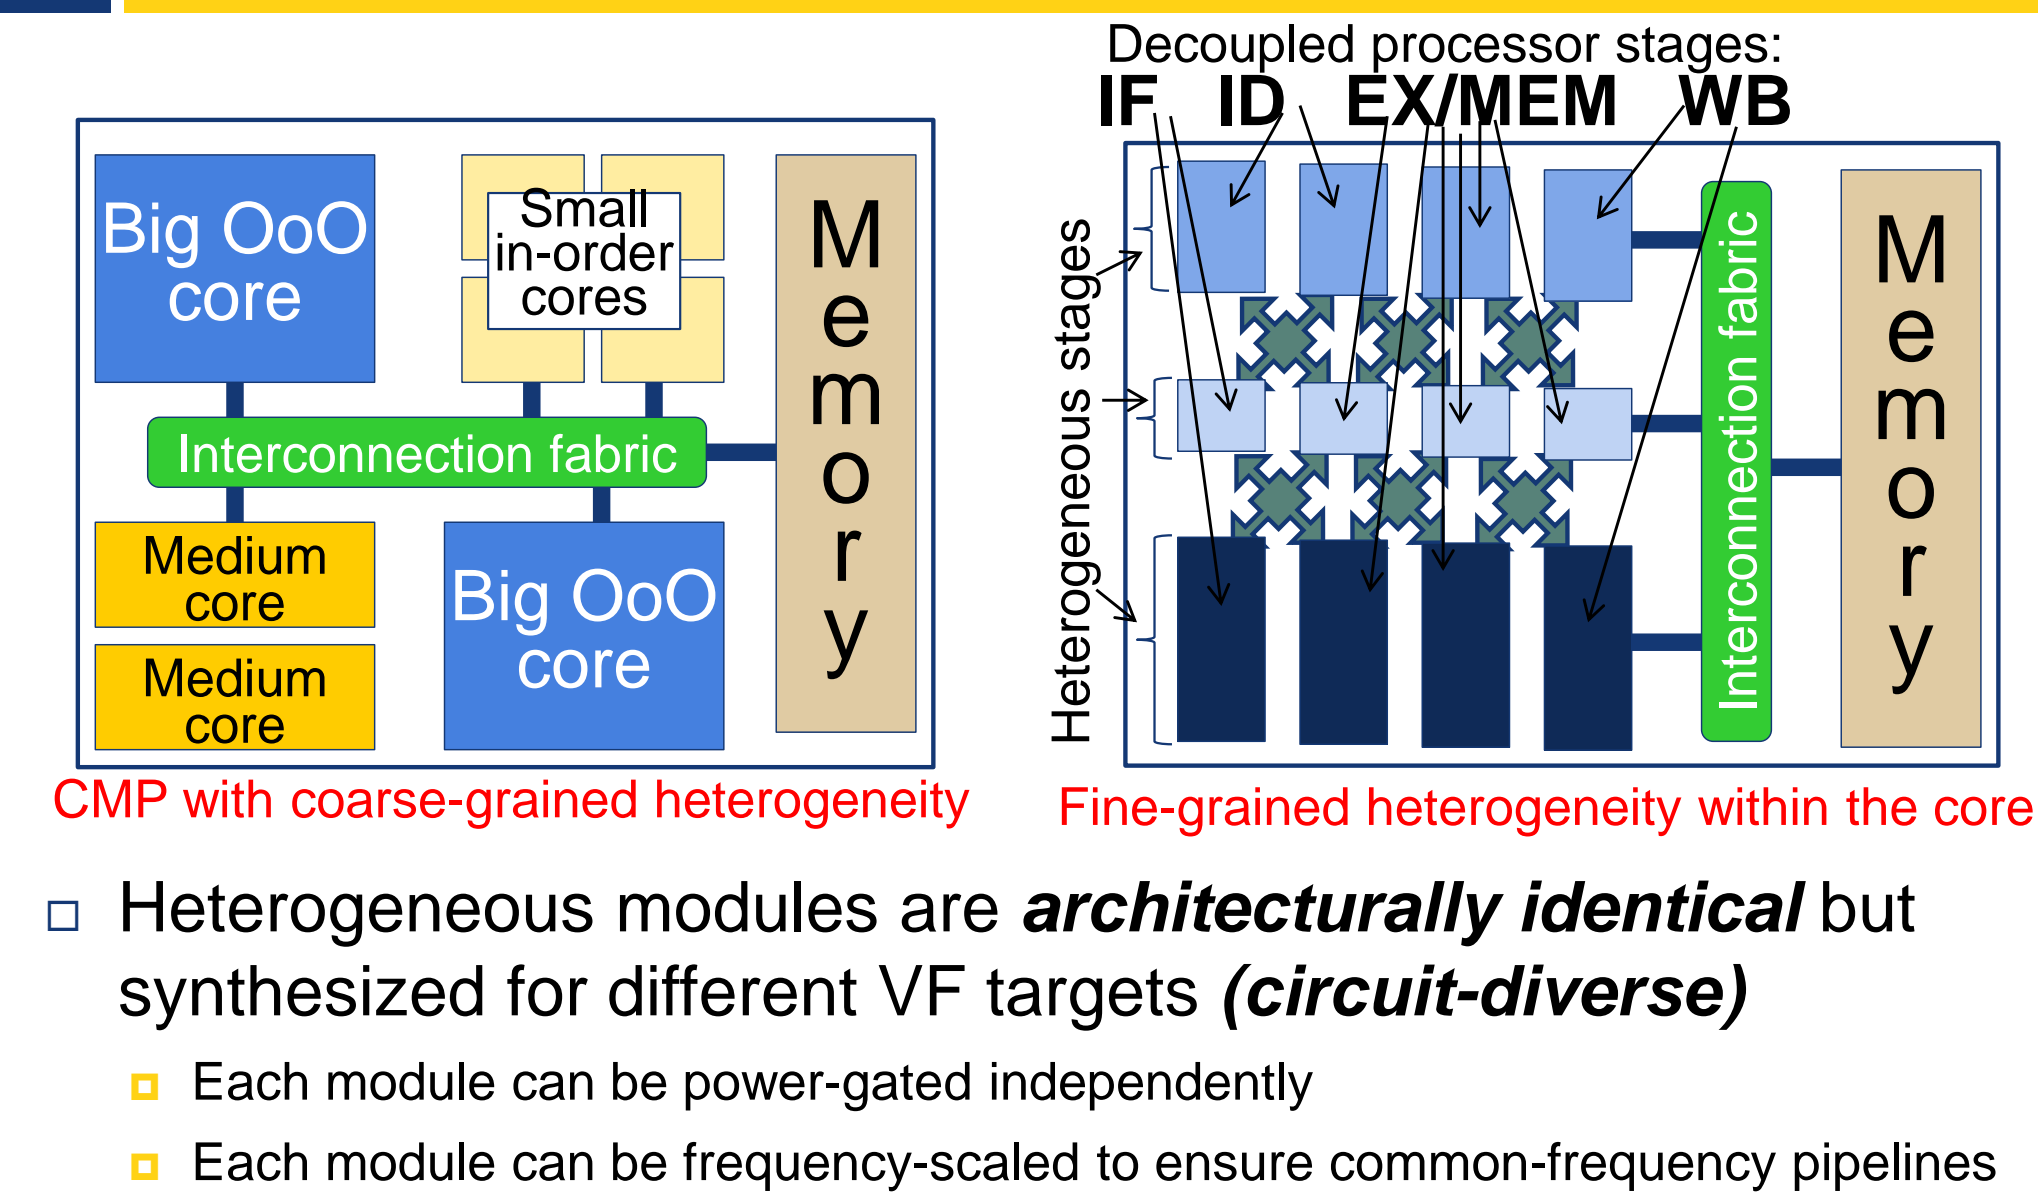 Decoupled processor stages:
IF ID EX/MEM WB
Big OoO
core
Small
in-order
cores
Memory
Interconnection fabric
Medium
core
Medium
core
Big OoO
core
CMP with coarse-grained heterogeneity
Heterogeneous stages
Interconnection fabric
Memory
Fine-grained heterogeneity within the core
Heterogeneous modules are architecturally identical but
synthesized for different VF targets (circuit-diverse)
Each module can be power-gated independently
Each module can be frequency-scaled to ensure common-frequency pipelines